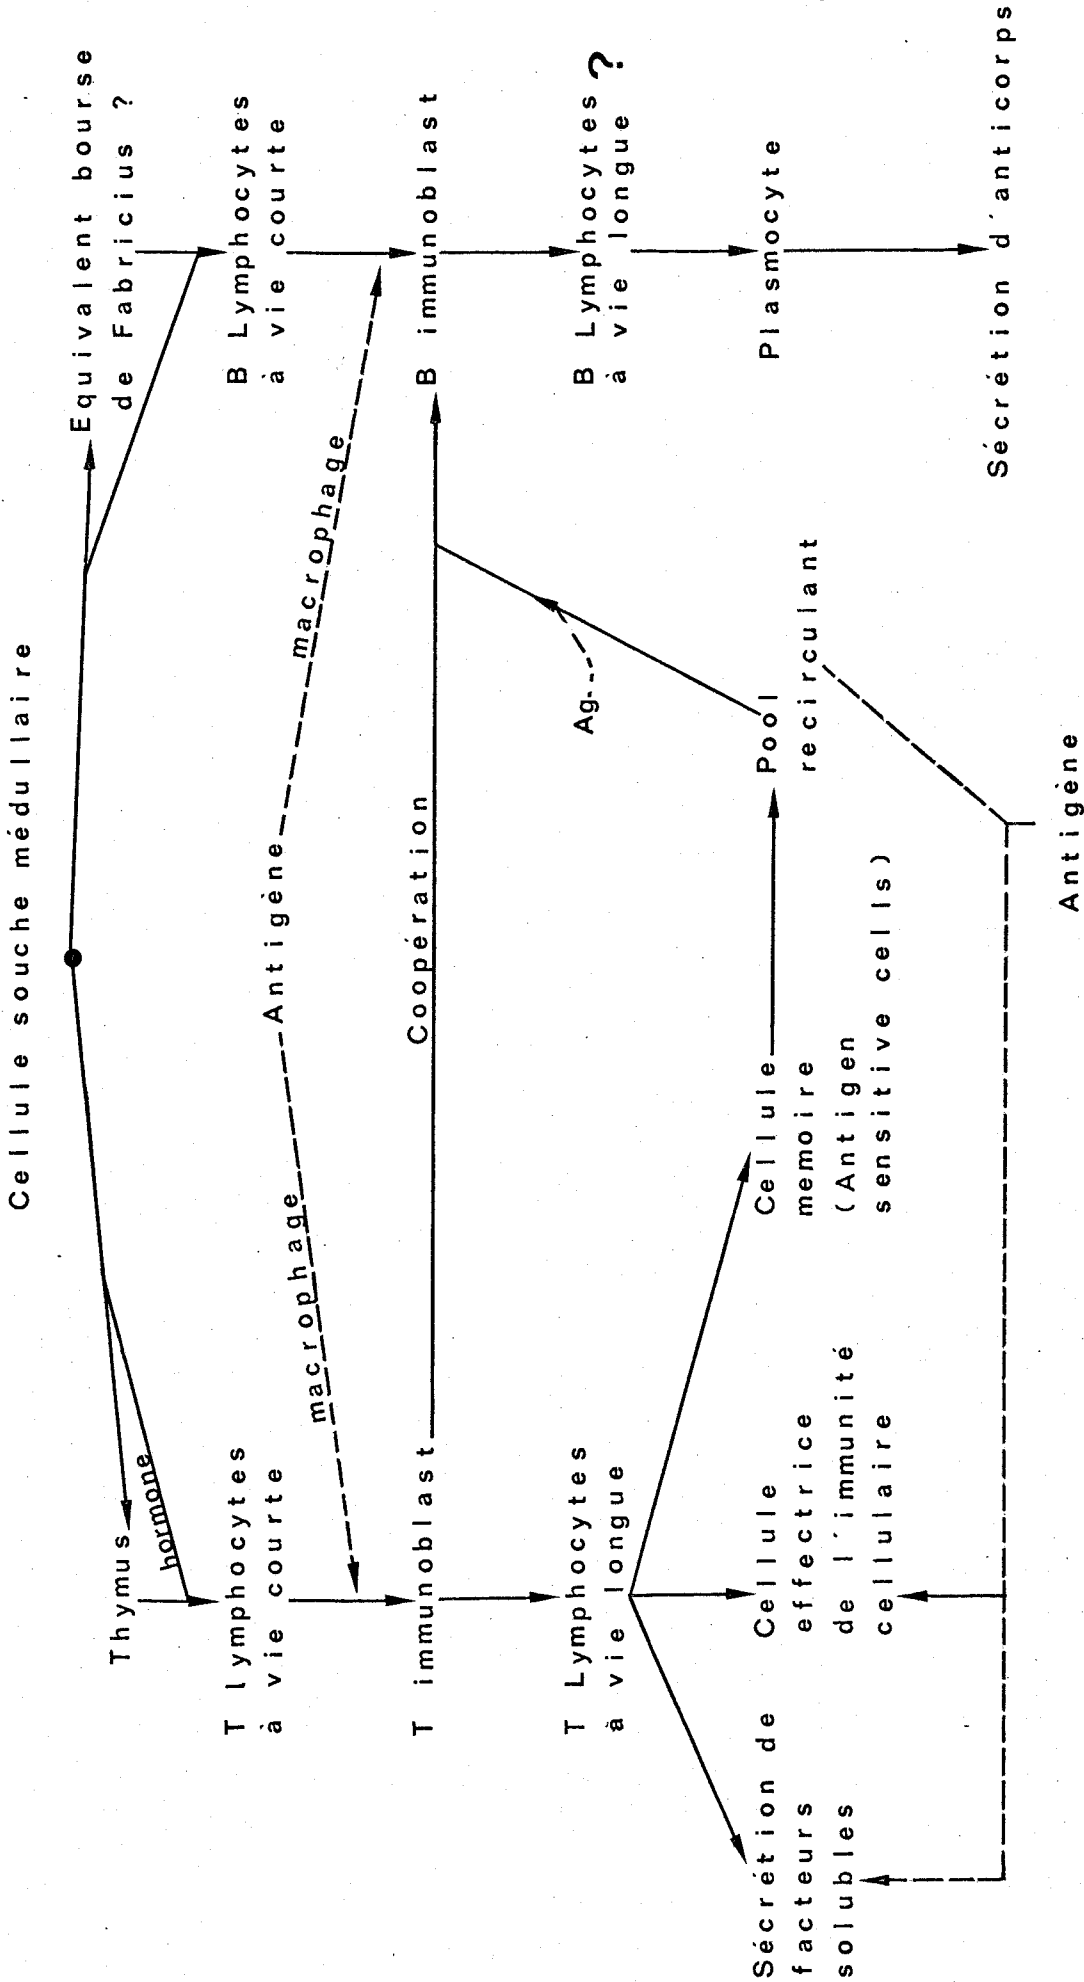 Cellule souche médullaire
Thymus
hormone
Equivalent bourse
de Fabricius ?
T lymphocytes
à vie courte
Antigène
B Lymphocytes
à vie courte
macrophage
macrophage
T immunoblast
Coopération
B immunoblast
T Lymphocytes
à vie longue
Ag
B Lymphocytes
à vie longue
?
Sécrétion de
facteurs
solubles
Cellule
effectrice
de l'immunité
cellulaire
Cellule
memoire
(Antigen
sensitive cells)
Pool
recirculant
Plasmocyte
Antigène
Sécrétion d'anticorps